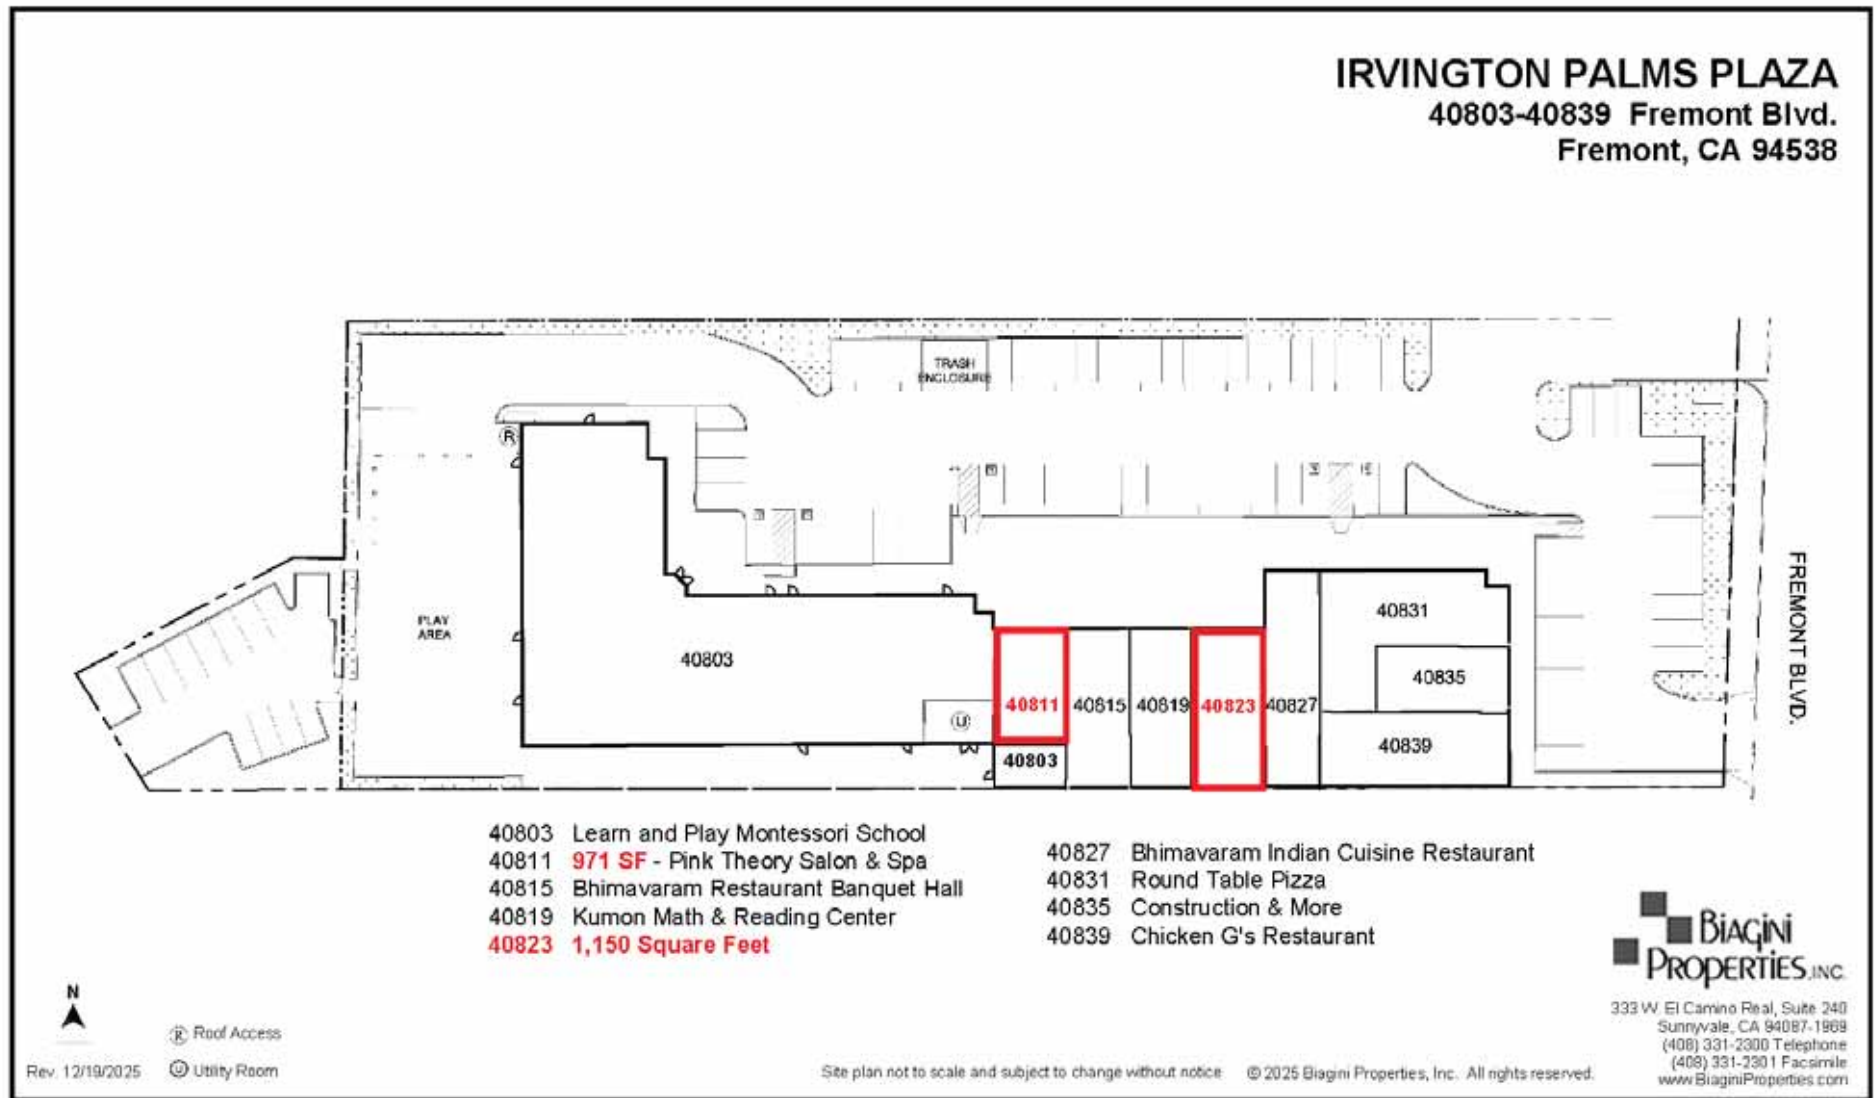 IRVINGTON PALMS PLAZA
40803-40839 Fremont Blvd.
Fremont, CA 94538
TRASH
ENCLOSURE
R
PLAY
AREA
FREMONT BLVD.
40831
40803
40835
40811
40815
40819
40823
40827
U
40839
40803
40803 Learn and Play Montessori School
40811 971 SF - Pink Theory Salon & Spa
40815 Bhimavaram Restaurant Banquet Hall
40819 Kumon Math & Reading Center
40823 1,150 Square Feet
40827 Bhimavaram Indian Cuisine Restaurant
40831 Round Table Pizza
40835 Construction & More
40839 Chicken G's Restaurant
BiAGiNi
PROPERTiES, INC.
333 W. El Camino Real, Suite 240
Sunnyvale, CA 94087-1969
(408) 331-2300 Telephone
(408) 331-2301 Facsimile
www.BiaginiProperties.com
N
R Roof Access
Rev. 12/19/2025
U Utility Room
Site plan not to scale and subject to change without notice
© 2025 Biagini Properties, Inc. All rights reserved.